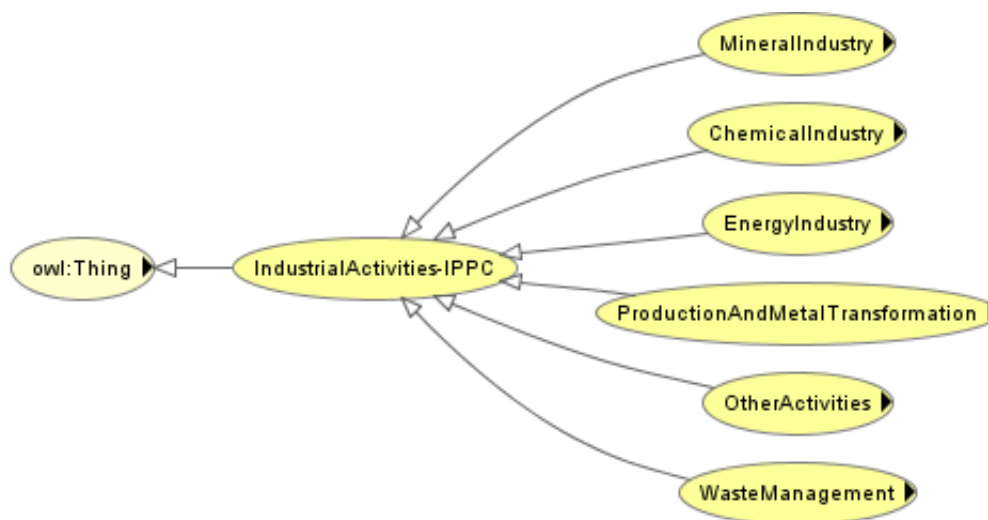 MineralIndustry
ChemicalIndustry
EnergyIndustry
owl:Thing
IndustrialActivities-IPPC
ProductionAndMetalTransformation
OtherActivities
WasteManagement